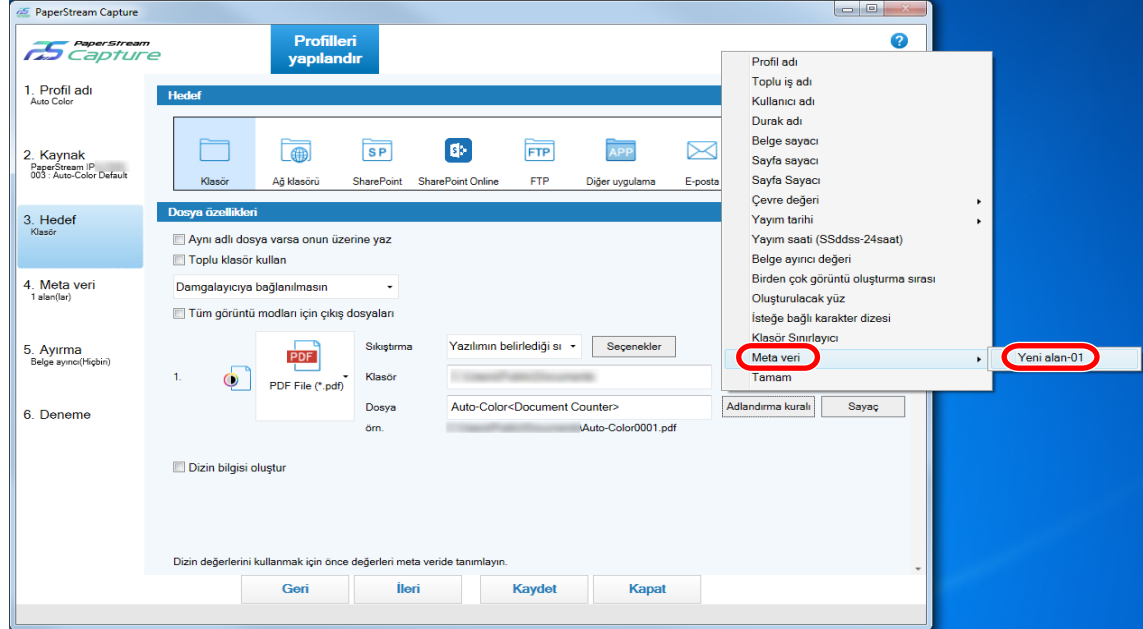 PaperStream Capture
PaperStream
Capture
Profilleri
yapılandır
?
1. Profil adı
Auto Color
2. Kaynak
PaperStream IP
003 : Auto-Color Default
3. Hedef
Klasör
4. Meta veri
1 alan(lar)
5. Ayırma
Belge ayırıcı(Hiçbiri)
6. Deneme
Hedef
Klasör
Ağ klasörü
SP
SharePoint
SharePoint Online
FTP
FTP
APP
Diğer uygulama
E-posta
Dosya özellikleri
Aynı adlı dosya varsa onun üzerine yaz
Toplu klasör kullan
Damgalayıcıya bağlanılmasın
Tüm görüntü modları için çıkış dosyaları
1.
PDF
PDF File (*.pdf)
Sıkıştırma
Yazılımın belirlediği sı
Seçenekler
Klasör
Dosya
Auto-Color<Document Counter>
Adlandırma kuralı
Sayaç
örn.
\Auto-Color0001.pdf
Dizin bilgisi oluştur
Dizin değerlerini kullanmak için önce değerleri meta veride tanımlayın.
Geri
İleri
Kaydet
Kapat
Profil adı
Toplu iş adı
Kullanıcı adı
Durak adı
Belge sayacı
Sayfa sayacı
Sayfa Sayacı
Çevre değeri
Yayım tarihi
Yayım saati (SSddss-24saat)
Belge ayırıcı değeri
Birden çok görüntü oluşturma sırası
Oluşturulacak yüz
İsteğe bağlı karakter dizesi
Klasör Sınırlayıcı
Meta veri
Tamam
Yeni alan-01